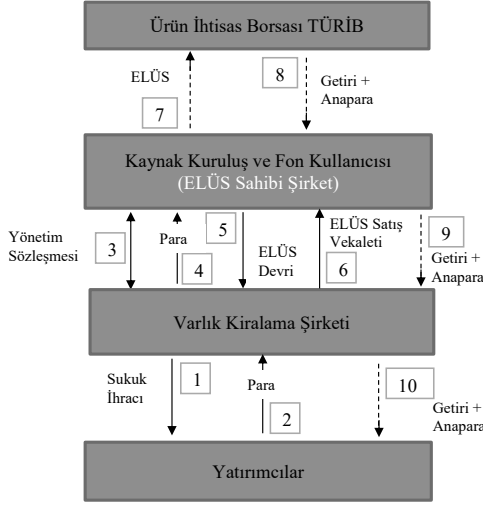 Ürün İhtisas Borsası TÜRİB
ELÜS
7
8
Getiri +
Anapara
Kaynak Kuruluş ve Fon Kullanıcısı
(ELÜS Sahibi Şirket)
Yönetim
Sözleşmesi
3
Para
4
5
ELÜS
Devri
ELÜS Satış
Vekaleti
6
9
Getiri +
Anapara
Varlık Kiralama Şirketi
Sukuk
İhracı
1
Para
2
10
Getiri +
Anapara
Yatırımcılar